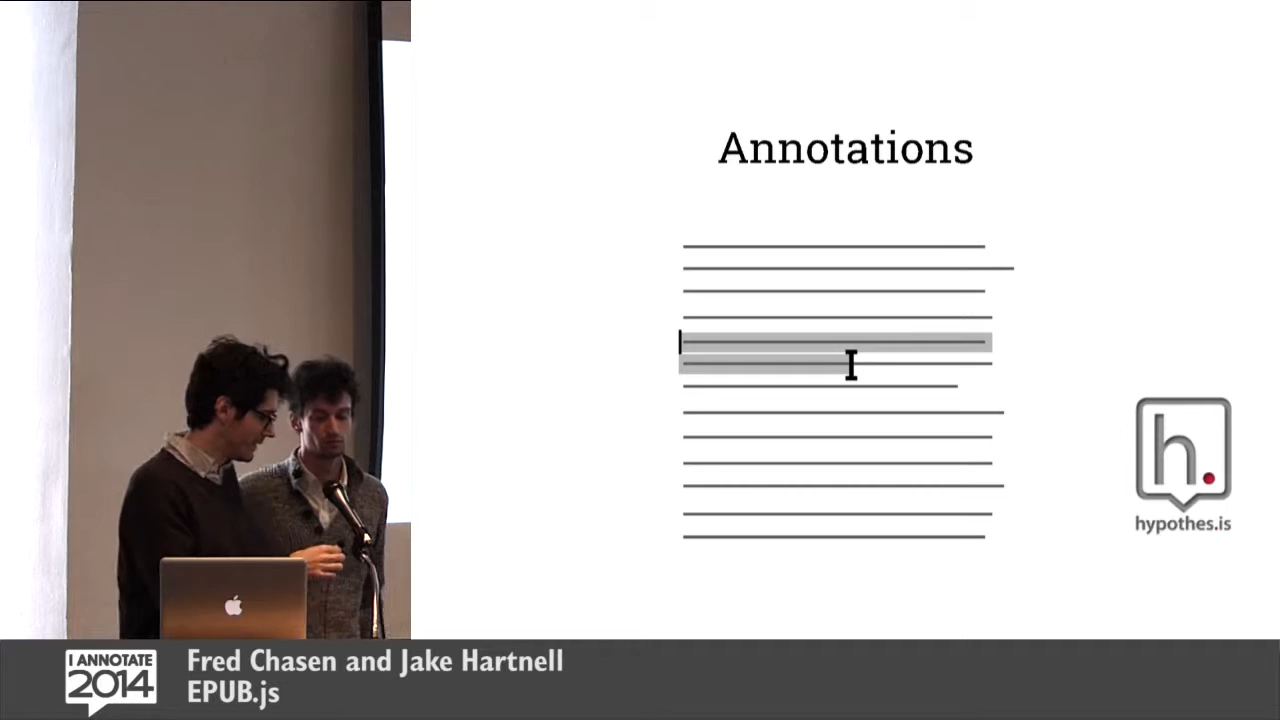 Annotations
h.
hypothes.is
I ANNOTATE
2014
Fred Chasen and Jake Hartnell
EPUB.js